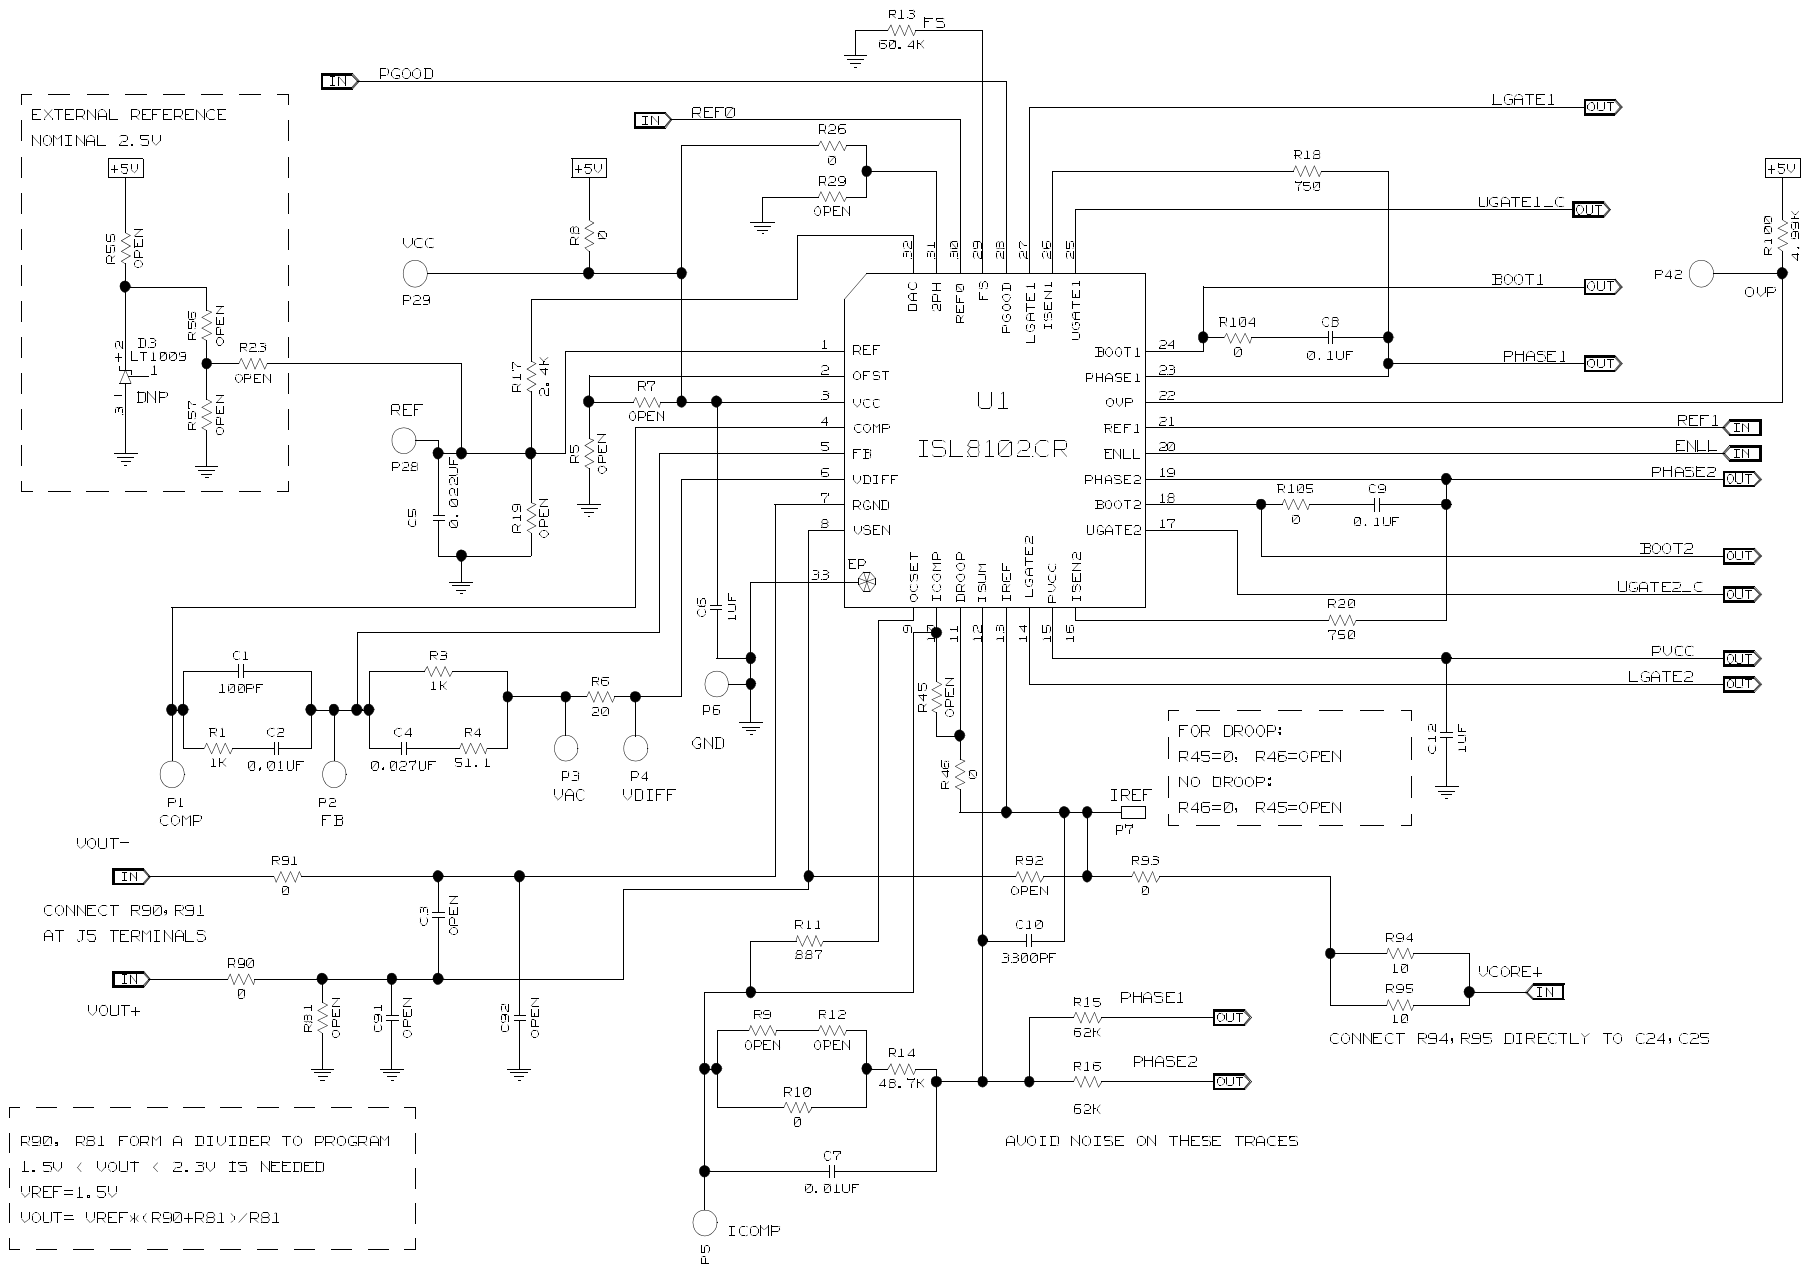 R13 FS
60.4K
IN PGOOD
EXTERNAL REFERENCE
NOMINAL 2.5V
+5V
R55
OPEN
R56
OPEN
D3
LT1009
+ 2
1
3
DNP
R57
OPEN
R23
OPEN
IN REF0
R26
0
R29
OPEN
+5V
R8
0
VCC
P29
LGATE1 OUT
R18
750
UGATE1_C OUT
+5V
R100
4.99K
P42
OVP
BOOT1 OUT
R104
0
C8
0.1UF
PHASE1 OUT
32 31 30 29 28 27 26 25
DAC 2PH REF0 FS PGOOD LGATE1 ISEN1 UGATE1
1 REF
2 OFST
3 VCC
4 COMP
5 FB
6 VDIFF
7 RGND
8 VSEN
33 EP
U1
ISL8102CR
BOOT1 24
PHASE1 23
OVP 22
REF1 21
ENLL 20
PHASE2 19
BOOT2 18
UGATE2 17
OCSET ICOMP DROOP ISUM IREF LGATE2 PVCC ISEN2
9 10 11 12 13 14 15 16
REF1 IN
ENLL IN
PHASE2 OUT
R105
0
C9
0.1UF
BOOT2 OUT
UGATE2_C OUT
R20
750
PVCC OUT
LGATE2 OUT
C12
1UF
R17
2.4K
R7
OPEN
R5
OPEN
REF
P28
C5
0.022UF
R19
OPEN
C6
1UF
P6
GND
C1
100PF
R1
1K
C2
0.01UF
R3
1K
C4
0.027UF
R4
51.1
R6
20
P1
COMP
P2
FB
P3
VAC
P4
VDIFF
R45
OPEN
R46
0
IREF
P7
FOR DROOP:
R45=0, R46=OPEN
NO DROOP:
R46=0, R45=OPEN
VOUT-
IN
R91
0
CONNECT R90,R91
AT J5 TERMINALS
IN
VOUT+
R90
0
C3
OPEN
R81
OPEN
C91
OPEN
C92
OPEN
R92
OPEN
R93
0
R11
887
C10
3300PF
R94
10
R95
10
VCORE+
IN
CONNECT R94,R95 DIRECTLY TO C24,C25
R9
OPEN
R12
OPEN
R10
0
R14
48.7K
R15
62K
PHASE1
OUT
R16
62K
PHASE2
OUT
AVOID NOISE ON THESE TRACES
C7
0.01UF
P5
ICOMP
R90, R81 FORM A DIVIDER TO PROGRAM
1.5V < VOUT < 2.3V IS NEEDED
VREF=1.5V
VOUT= VREF*(R90+R81)/R81